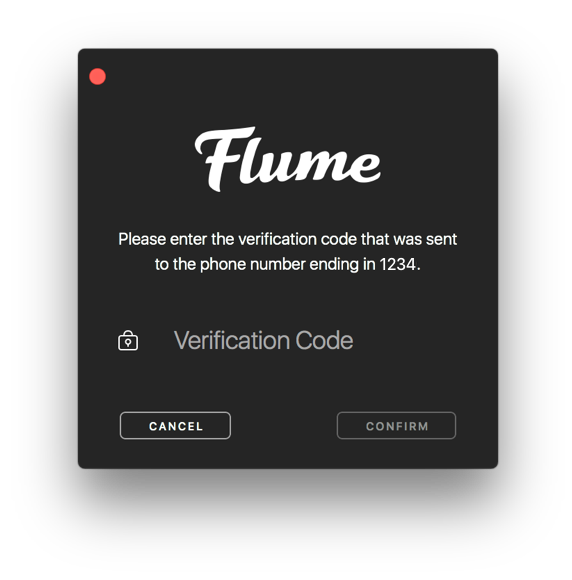 Flume
Please enter the verification code that was sent
to the phone number ending in 1234.
Verification Code
CANCEL
CONFIRM